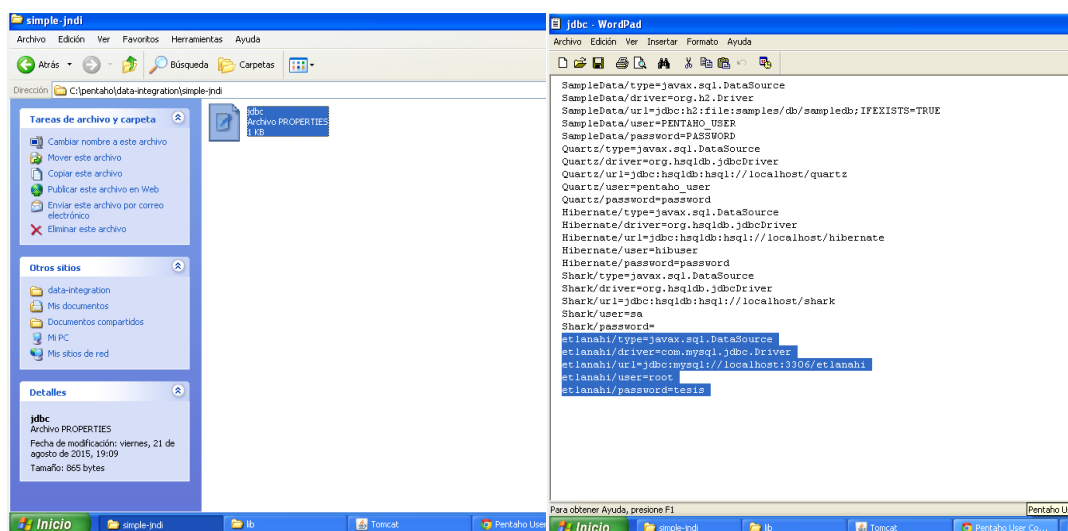 simple-jndi
Archivo Edición Ver Favoritos Herramientas Ayuda
Atrás Búsqueda Carpetas
Dirección C:\pentaho\data-integration\simple-jndi
Tareas de archivo y carpeta
Cambiar nombre a este archivo
Mover este archivo
Copiar este archivo
Publicar este archivo en Web
Enviar este archivo por correo
electrónico
Eliminar este archivo
Otros sitios
data-integration
Mis documentos
Documentos compartidos
Mi PC
Mis sitios de red
Detalles
jdbc
Archivo PROPERTIES
Fecha de modificación: viernes, 21 de
agosto de 2015, 19:09
Tamaño: 865 bytes
jdbc
Archivo PROPERTIES
1 KB
Inicio simple-jndi lib Tomcat Pentaho User
jdbc - WordPad
Archivo Edición Ver Insertar Formato Ayuda
SampleData/type=javax.sql.DataSource
SampleData/driver=org.h2.Driver
SampleData/url=jdbc:h2:file:samples/db/sampledb;IFEXISTS=TRUE
SampleData/user=PENTAHO_USER
SampleData/password=PASSWORD
Quartz/type=javax.sql.DataSource
Quartz/driver=org.hsqldb.jdbcDriver
Quartz/url=jdbc:hsqldb:hsql://localhost/quartz
Quartz/user=pentaho_user
Quartz/password=password
Hibernate/type=javax.sql.DataSource
Hibernate/driver=org.hsqldb.jdbcDriver
Hibernate/url=jdbc:hsqldb:hsql://localhost/hibernate
Hibernate/user=hibuser
Hibernate/password=password
Shark/type=javax.sql.DataSource
Shark/driver=org.hsqldb.jdbcDriver
Shark/url=jdbc:hsqldb:hsql://localhost/shark
Shark/user=sa
Shark/password=
etlanahi/type=javax.sql.DataSource
etlanahi/driver=com.mysql.jdbc.Driver
etlanahi/url=jdbc:mysql://localhost:3306/etlanahi
etlanahi/user=root
etlanahi/password=tesis
Para obtener Ayuda, presione F1
Pentaho U
Inicio simple-jndi lib Tomcat Pentaho User Co...